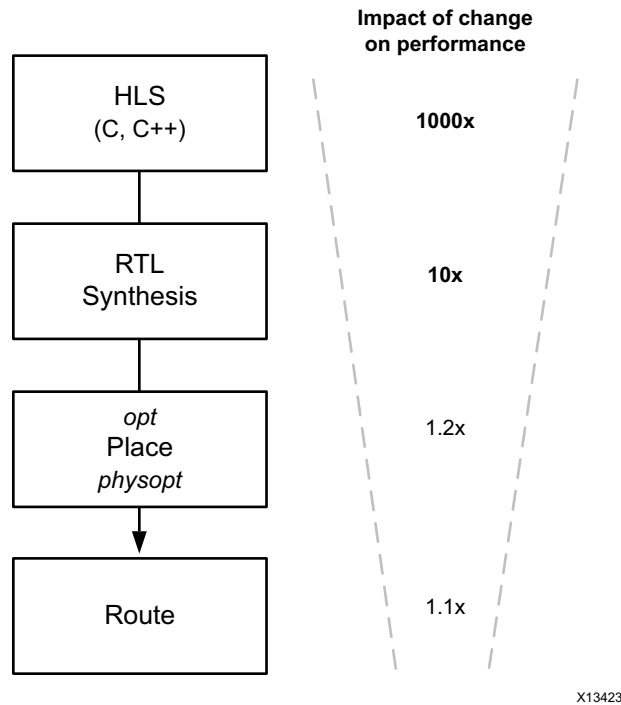 Impact of change
on performance
HLS
(C, C++)
1000x
RTL
Synthesis
10x
opt
Place
physopt
1.2x
Route
1.1x
X13423